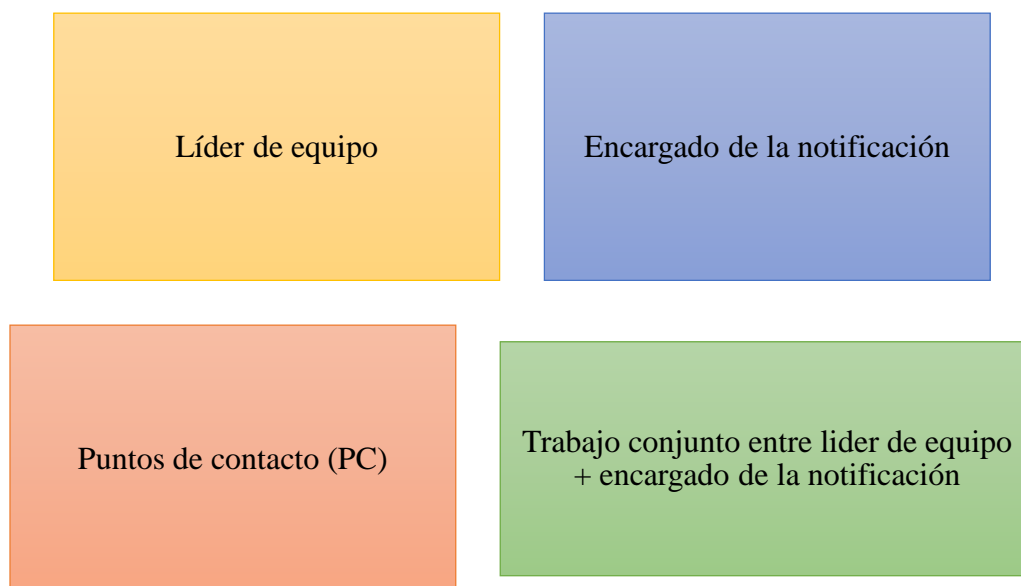 Líder de equipo
Encargado de la notificación
Puntos de contacto (PC)
Trabajo conjunto entre lider de equipo
+ encargado de la notificación